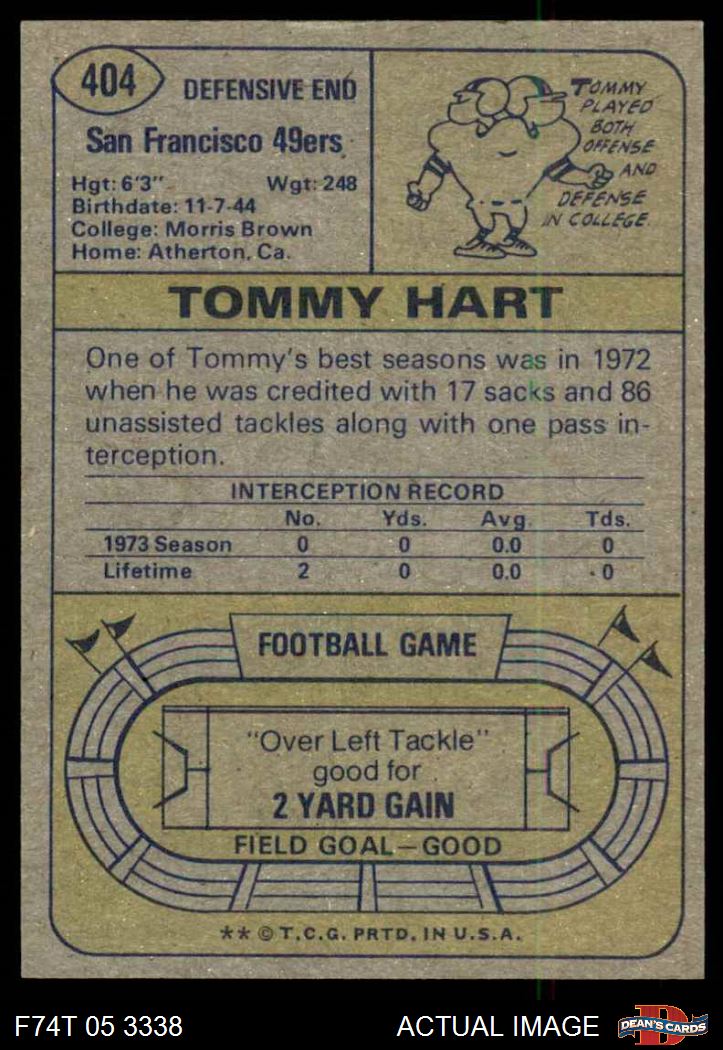 404
DEFENSIVE END
San Francisco 49ers
Hgt: 6'3" Wgt: 248
Birthdate: 11-7-44
College: Morris Brown
Home: Atherton, Ca.
TOMMY
PLAYED
BOTH
OFFENSE
AND
DEFENSE
IN COLLEGE.
TOMMY HART
One of Tommy's best seasons was in 1972
when he was credited with 17 sacks and 86
unassisted tackles along with one pass in-
terception.
INTERCEPTION RECORD
No. Yds. Avg. Tds.
1973 Season 0 0 0.0 0
Lifetime 2 0 0.0 0
FOOTBALL GAME
"Over Left Tackle"
good for
2 YARD GAIN
FIELD GOAL—GOOD
** © T.C.G. PRTD. IN U.S.A.
F74T 05 3338 ACTUAL IMAGE
D
DEAN'S CARDS